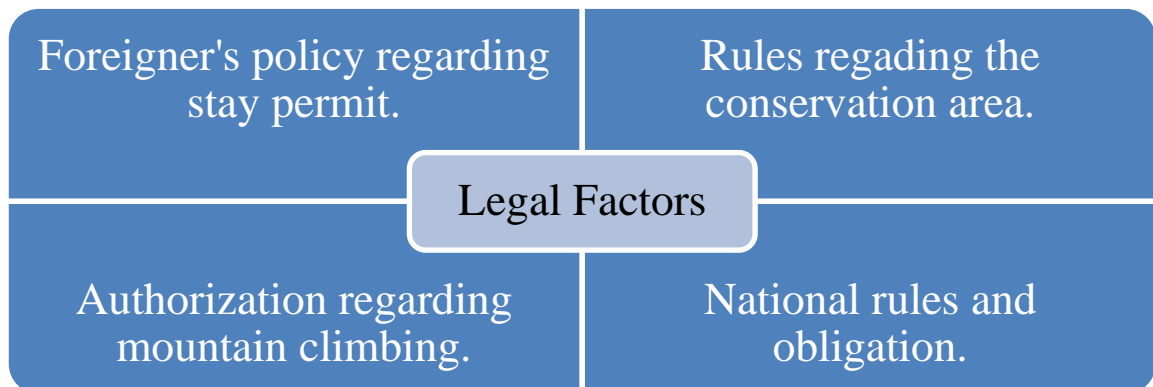 Foreigner's policy regarding
stay permit.
Rules regading the
conservation area.
Legal Factors
Authorization regarding
mountain climbing.
National rules and
obligation.